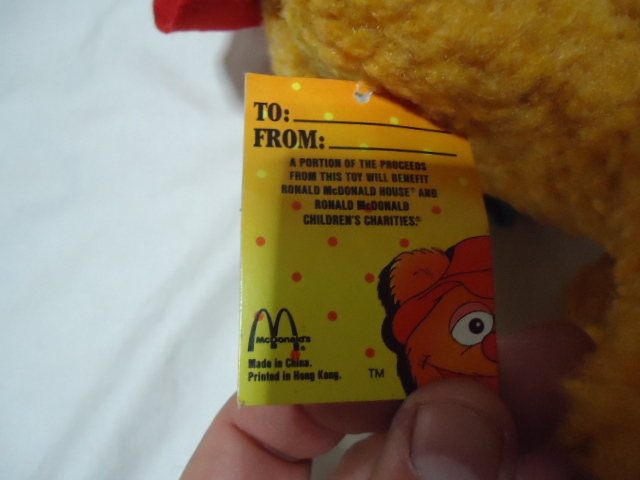 TO:
FROM:
A PORTION OF THE PROCEEDS
FROM THIS TOY WILL BENEFIT
RONALD McDONALD HOUSE® AND
RONALD McDONALD
CHILDREN'S CHARITIES.®
McDonald's
®
Made in China.
Printed in Hong Kong.
TM